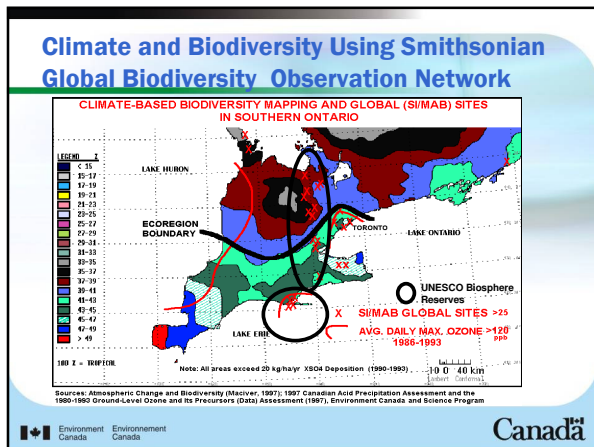 Climate and Biodiversity Using Smithsonian
Global Biodiversity Observation Network
CLIMATE-BASED BIODIVERSITY MAPPING AND GLOBAL (SI/MAB) SITES
IN SOUTHERN ONTARIO
LEGEND %
< 15
15-17
17-19
19-21
21-23
23-25
25-27
27-29
29-31
31-33
33-35
35-37
37-39
39-41
41-43
43-45
45-47
47-49
> 49
100 % = TROPICAL
LAKE HURON
ECOREGION
BOUNDARY
TORONTO
LAKE ONTARIO
LAKE ERIE
UNESCO Biosphere
Reserves
X SI/MAB GLOBAL SITES >25
AVG. DAILY MAX. OZONE >120
ppb
1986-1993
Note: All areas exceed 20 kg/ha/yr XSO4 Deposition (1990-1993)
10 0 40 km
Lambert Conformal
Sources: Atmospheric Change and Biodiversity (Maciver, 1997); 1997 Canadian Acid Precipitation Assessment and the
1980-1993 Ground-Level Ozone and Its Precursors (Data) Assessment (1997), Environment Canada and Science Program
Environment Environnement
Canada Canada
Canada